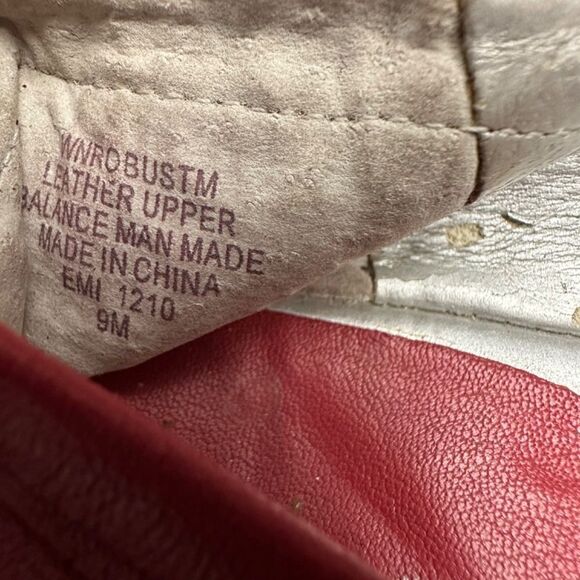 WNROBUSTM
LEATHER UPPER
BALANCE MAN MADE
MADE IN CHINA
EMI 1210
9M